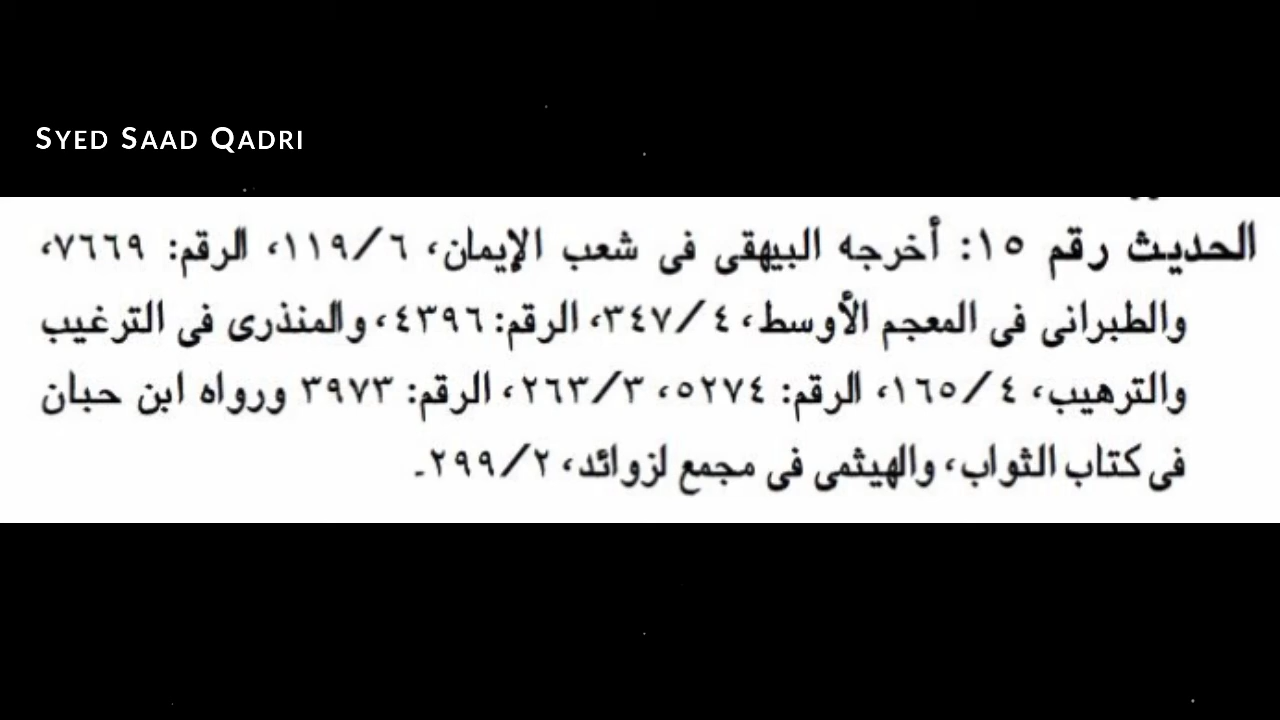 SYED SAAD QADRI
الحديث رقم ١٥: أخرجه البيهقى فى شعب الإيمان، ٦/١١٩، الرقم: ٧٦٦٩،
والطبرانى فى المعجم الأوسط، ٤/٣٤٧، الرقم: ٤٣٩٦، والمنذرى فى الترغيب
والترهيب، ٤/١٦٥، الرقم: ٥٢٧٤، ٣/٢٦٣، الرقم: ٣٩٧٣ ورواه ابن حبان
فى كتاب الثواب، والهيثمى فى مجمع لزوائد، ٢/٢٩٩۔